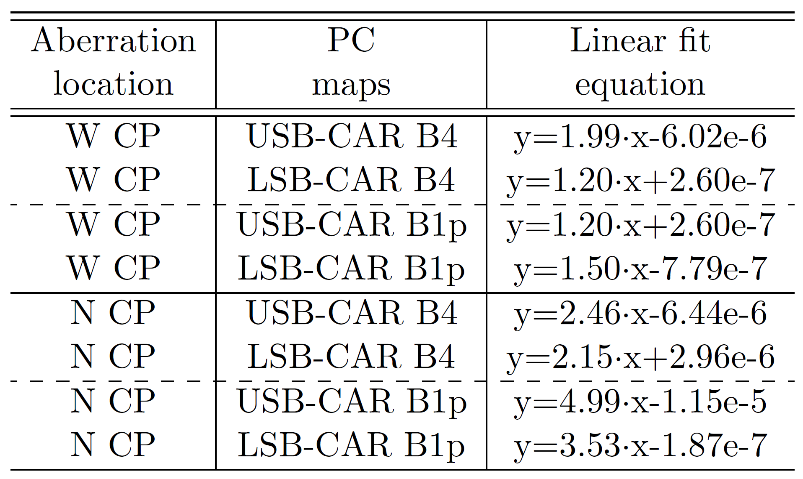 Aberration location PC maps Linear fit equation
W CP USB-CAR B4 y=1.99·x-6.02e-6
W CP LSB-CAR B4 y=1.20·x+2.60e-7
W CP USB-CAR B1p y=1.20·x+2.60e-7
W CP LSB-CAR B1p y=1.50·x-7.79e-7
N CP USB-CAR B4 y=2.46·x-6.44e-6
N CP LSB-CAR B4 y=2.15·x+2.96e-6
N CP USB-CAR B1p y=4.99·x-1.15e-5
N CP LSB-CAR B1p y=3.53·x-1.87e-7